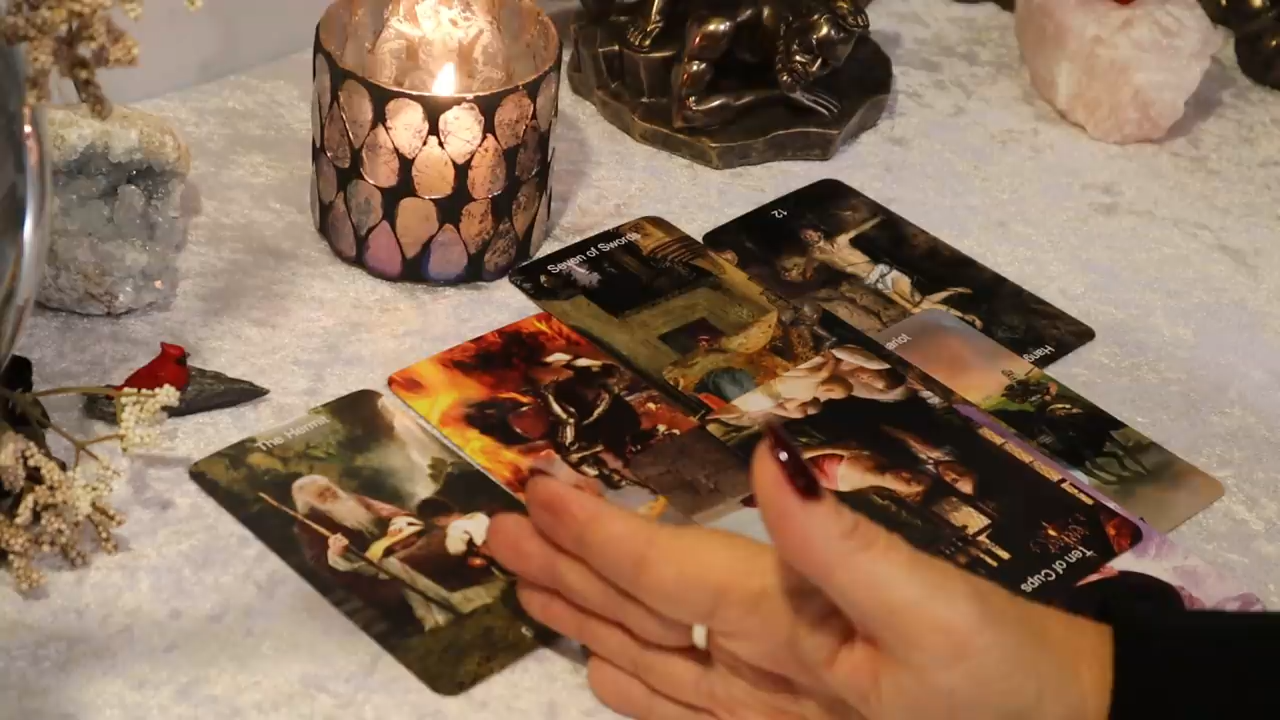 12
Seven of Swords
Hang
ariot
The Hermit
Ten of Cups